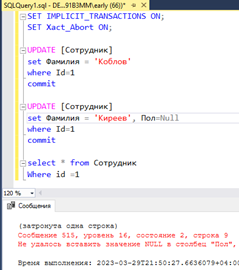 SQLQuery1.sql - DE...91B3MM\early (66))*
SET IMPLICIT_TRANSACTIONS ON;
SET Xact_Abort ON;
UPDATE [Сотрудник]
set Фамилия = 'Коблов'
where Id=1
commit
UPDATE [Сотрудник]
set Фамилия = 'Киреев', Пол=Null
where Id=1
commit
select * from Сотрудник
Where id =1
120 %
Сообщения
(затронута одна строка)
Сообщение 515, уровень 16, состояние 2, строка 9
Не удалось вставить значение NULL в столбец "Пол",
Время выполнения: 2023-03-29T21:50:27.6636079+04:00